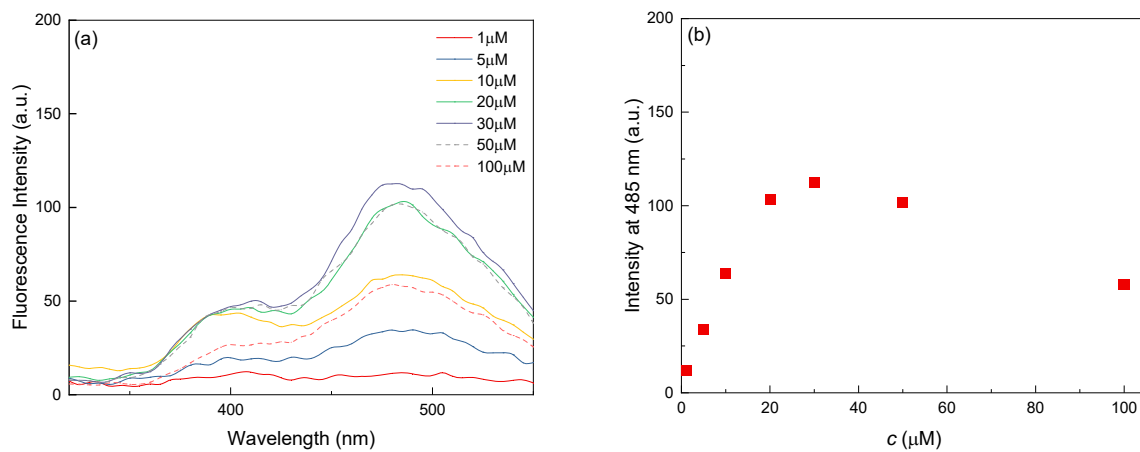 (a)
200
150
100
50
0
Fluorescence Intensity (a.u.)
400
500
Wavelength (nm)
1μM
5μM
10μM
20μM
30μM
50μM
100μM
(b)
200
150
100
50
0
Intensity at 485 nm (a.u.)
0
20
40
60
80
100
c (μM)